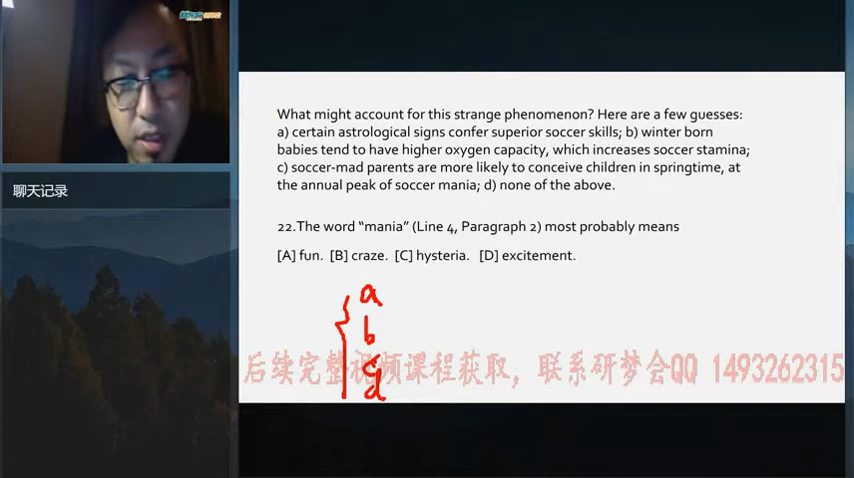 聊天记录
What might account for this strange phenomenon? Here are a few guesses:
a) certain astrological signs confer superior soccer skills; b) winter born
babies tend to have higher oxygen capacity, which increases soccer stamina;
c) soccer-mad parents are more likely to conceive children in springtime, at
the annual peak of soccer mania; d) none of the above.
22.The word “mania” (Line 4, Paragraph 2) most probably means
[A] fun. [B] craze. [C] hysteria. [D] excitement.
a
b
c
d
后续完整视频课程获取，联系研梦会QQ 1493262315